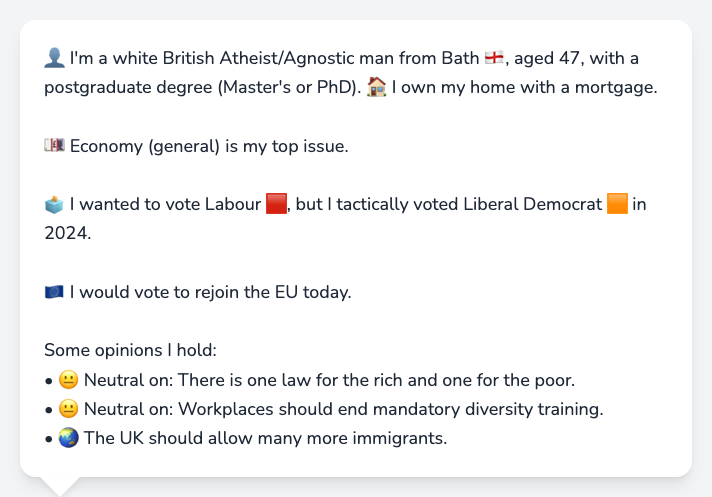 👤 I'm a white British Atheist/Agnostic man from Bath 🏴󠁧󠁢󠁥󠁮󠁧󠁿, aged 47, with a
postgraduate degree (Master's or PhD). 🏠 I own my home with a mortgage.
💷 Economy (general) is my top issue.
🗳️ I wanted to vote Labour 🟥, but I tactically voted Liberal Democrat 🟧 in
2024.
🇪🇺 I would vote to rejoin the EU today.
Some opinions I hold:
• 😐 Neutral on: There is one law for the rich and one for the poor.
• 😐 Neutral on: Workplaces should end mandatory diversity training.
• 🌏 The UK should allow many more immigrants.